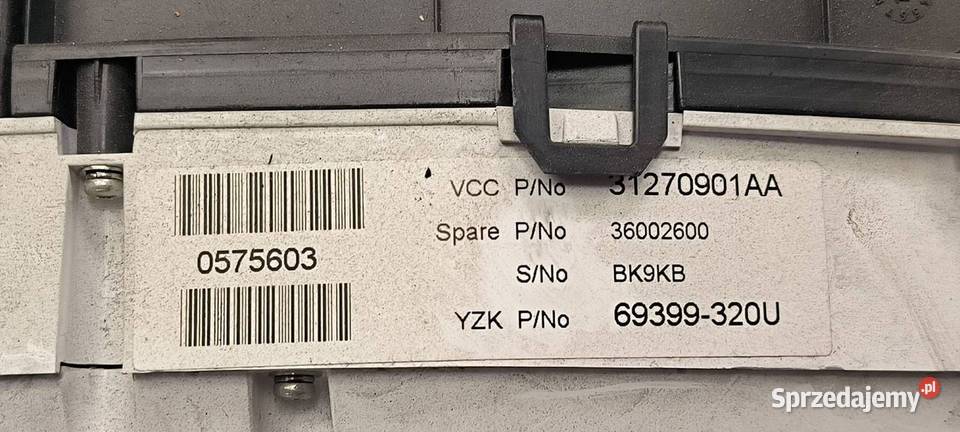 VCC P/No 31270901AA
Spare P/No 36002600
0575603
S/No BK9KB
YZK P/No 69399-320U
Sprzedajemy.pl